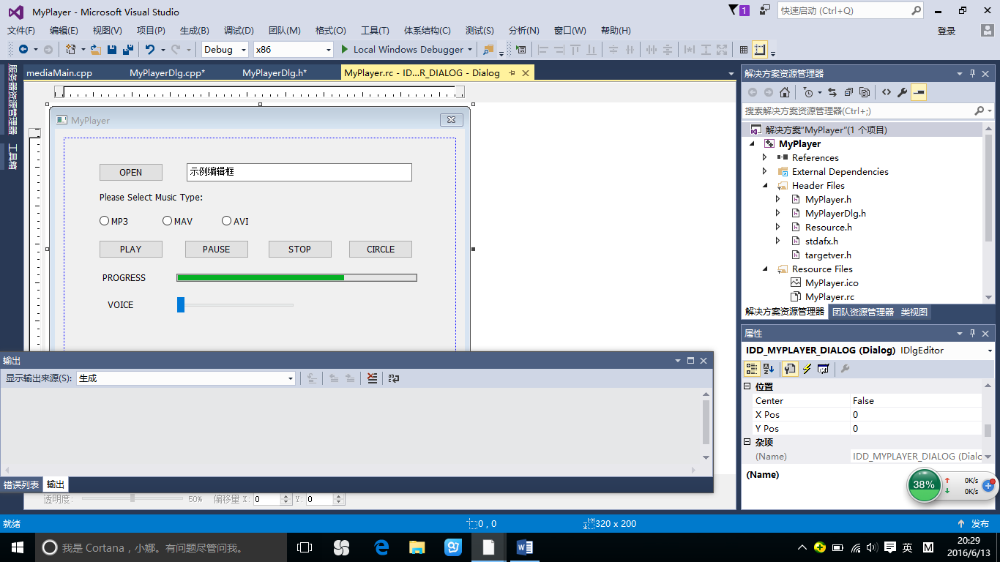 MyPlayer - Microsoft Visual Studio
1
快速启动 (Ctrl+Q)
文件(F) 编辑(E) 视图(V) 项目(P) 生成(B) 调试(D) 团队(M) 格式(O) 工具(T) 体系结构(C) 测试(S) 分析(N) 窗口(W) 帮助(H) 登录
Debug x86 Local Windows Debugger
服务器资源管理器
工具箱
mediaMain.cpp MyPlayerDlg.cpp* MyPlayerDlg.h* MyPlayer.rc - ID...R_DIALOG - Dialog
MyPlayer
OPEN 示例编辑框
Please Select Music Type:
MP3 MAV AVI
PLAY PAUSE STOP CIRCLE
PROGRESS
VOICE
输出
显示输出来源(S): 生成
错误列表 输出
透明度: 50% 偏移量 X: 0 Y: 0
解决方案资源管理器
搜索解决方案资源管理器(Ctrl+;)
解决方案"MyPlayer"(1 个项目)
MyPlayer
References
External Dependencies
Header Files
MyPlayer.h
MyPlayerDlg.h
Resource.h
stdafx.h
targetver.h
Resource Files
MyPlayer.ico
MyPlayer.rc
解决方案资源管理器 团队资源管理器 类视图
属性
IDD_MYPLAYER_DIALOG (Dialog) IDlgEditor
位置
Center False
X Pos 0
Y Pos 0
杂项
(Name) IDD_MYPLAYER_DIALOG (Dialo
(Name)
38% 0K/s
0K/s
就绪 0 , 0 320 x 200 发布
我是 Cortana，小娜。有问题尽管问我。
英 M
20:29
2016/6/13